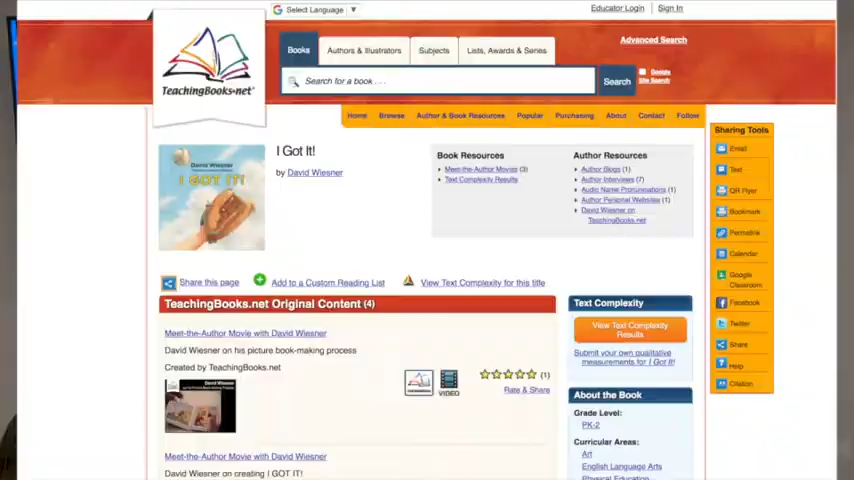 Select Language ▼
Educator Login | Sign In
TeachingBooks.net
Books
Authors & Illustrators
Subjects
Lists, Awards & Series
Advanced Search
Search for a book . . .
Search
Google
Site Search
Home Browse Author & Book Resources Popular Purchasing About Contact Follow
David Wiesner
I GOT IT!
I Got It!
by David Wiesner
Book Resources
Meet-the-Author Movies (3)
Text Complexity Results
Author Resources
Author Blogs (1)
Author Interviews (7)
Audio Name Pronunciations (1)
Author Personal Websites (1)
David Wiesner on
TeachingBooks.net
Sharing Tools
Email
Text
QR Flyer
Bookmark
Permalink
Calendar
Google
Classroom
Facebook
Twitter
Share
Help
Citation
Share this page
Add to a Custom Reading List
View Text Complexity for this title
TeachingBooks.net Original Content (4)
Meet-the-Author Movie with David Wiesner
David Wiesner on his picture book-making process
Created by TeachingBooks.net
David Wiesner
VIDEO
(1)
Rate & Share
Meet-the-Author Movie with David Wiesner
David Wiesner on creating I GOT IT!
Text Complexity
View Text Complexity
Results
Submit your own qualitative
measurements for I Got It!
About the Book
Grade Level:
PK-2
Curricular Areas:
Art
English Language Arts
Physical Education